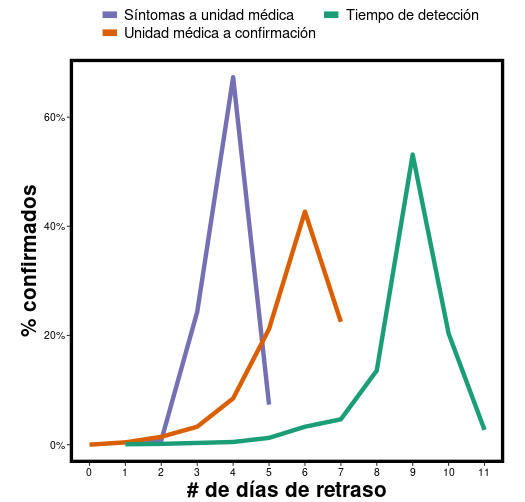 Síntomas a unidad médica
Tiempo de detección
Unidad médica a confirmación
60%
40%
20%
0%
% confirmados
0 1 2 3 4 5 6 7 8 9 10 11
# de días de retraso